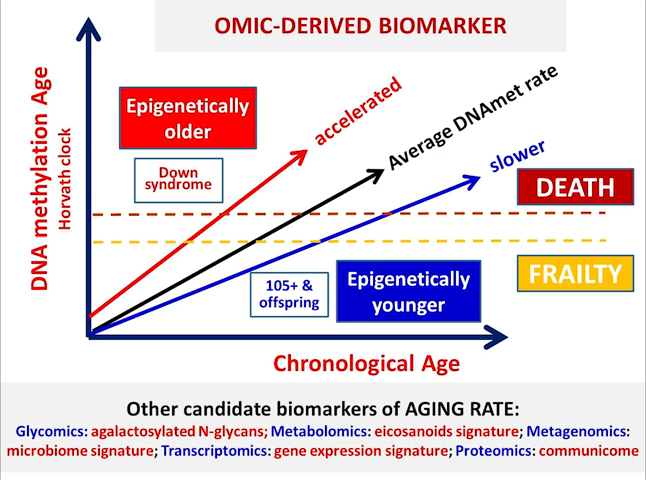 OMIC-DERIVED BIOMARKER
DNA methylation Age
Horvath clock
Epigenetically
older
Down
syndrome
accelerated
Average DNAmet rate
slower
DEATH
FRAILTY
105+ &
offspring
Epigenetically
younger
Chronological Age
Other candidate biomarkers of AGING RATE:
Glycomics: agalactosylated N-glycans; Metabolomics: eicosanoids signature; Metagenomics:
microbiome signature; Transcriptomics: gene expression signature; Proteomics: communicome